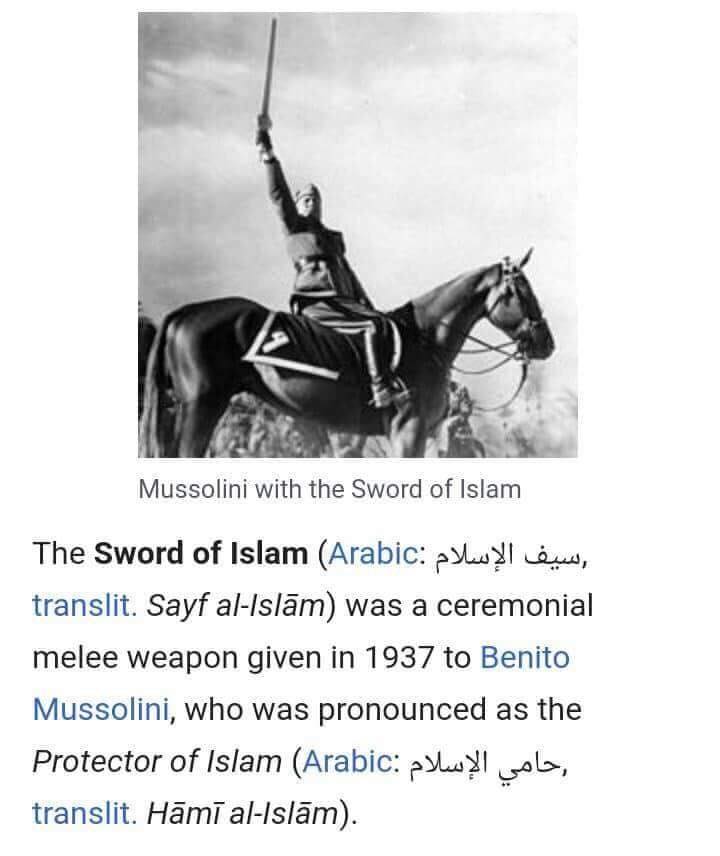 Mussolini with the Sword of Islam
The Sword of Islam (Arabic: سيف الإسلام,
translit. Sayf al-Islām) was a ceremonial
melee weapon given in 1937 to Benito
Mussolini, who was pronounced as the
Protector of Islam (Arabic: حامي الإسلام,
translit. Hāmī al-Islām).